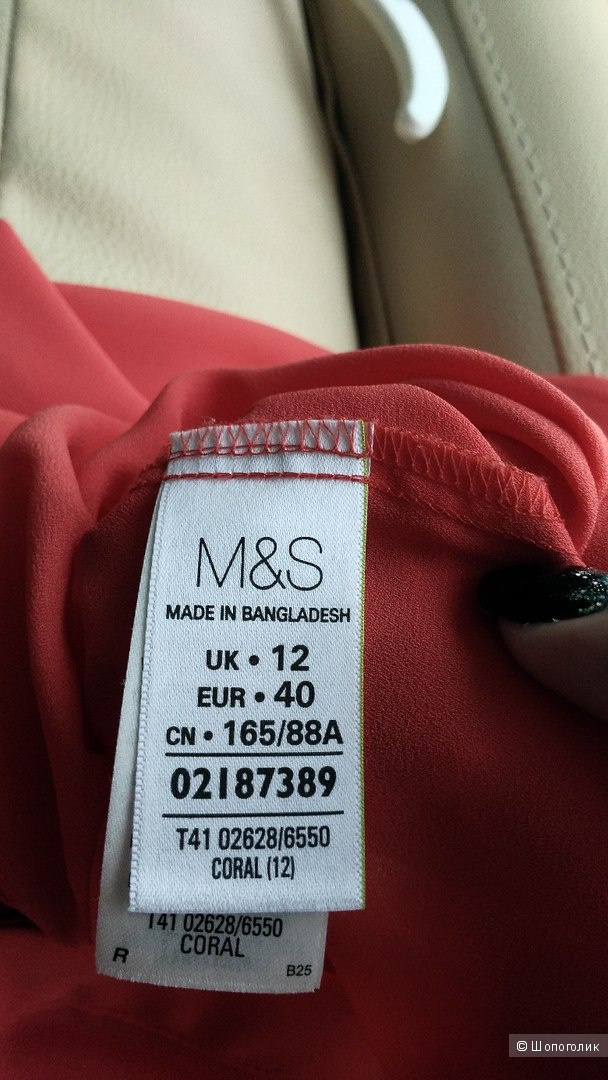 M&S
MADE IN BANGLADESH
UK • 12
EUR • 40
CN • 165/88A
02187389
T41 02628/6550
CORAL (12)
T41 02628/6550
CORAL
R
B25
© Шопоголик